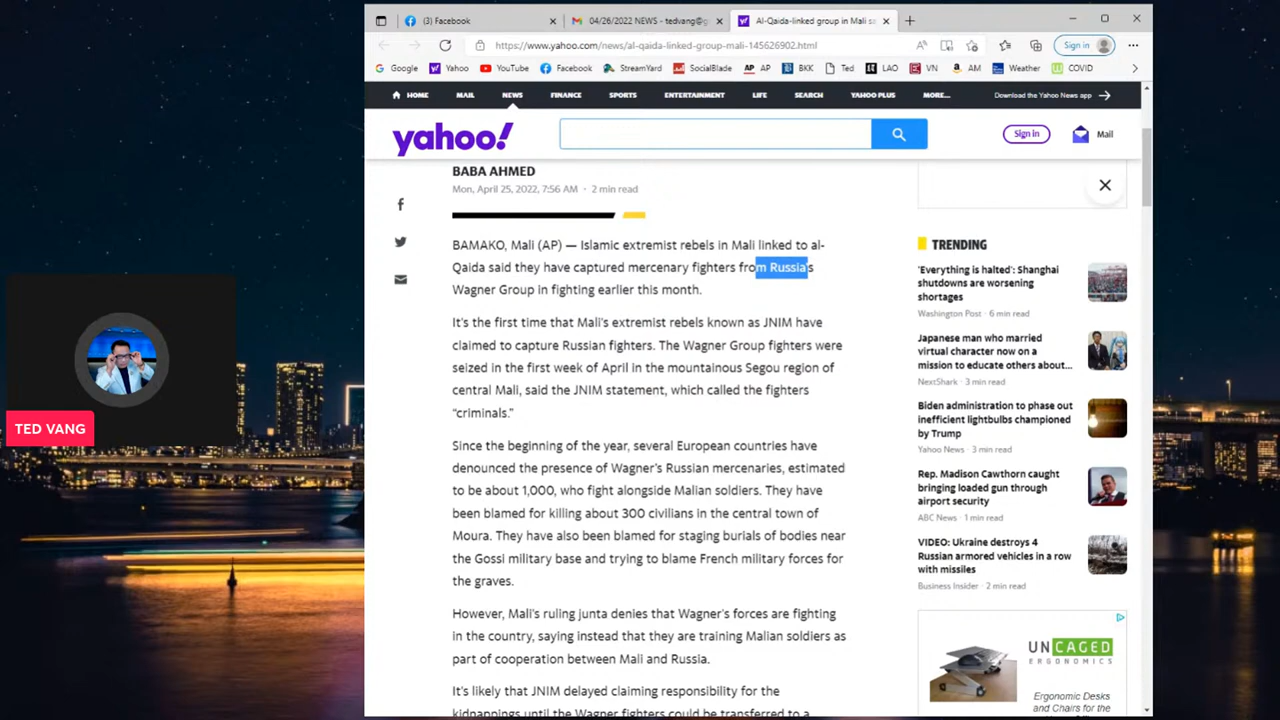 (3) Facebook
04/26/2022 NEWS - tedvang@g
Al-Qaida-linked group in Mali sa
https://www.yahoo.com/news/al-qaida-linked-group-mali-145626902.html
Sign in
Google
Yahoo
YouTube
Facebook
StreamYard
SocialBlade
AP AP
BKK
Ted
LAO
VN
AM
Weather
COVID
HOME
MAIL
NEWS
FINANCE
SPORTS
ENTERTAINMENT
LIFE
SEARCH
YAHOO PLUS
MORE...
Download the Yahoo News app
yahoo!
Sign in
Mail
BABA AHMED
Mon, April 25, 2022, 7:56 AM · 2 min read
BAMAKO, Mali (AP) — Islamic extremist rebels in Mali linked to al-
Qaida said they have captured mercenary fighters from Russia's
Wagner Group in fighting earlier this month.
It's the first time that Mali's extremist rebels known as JNIM have
claimed to capture Russian fighters. The Wagner Group fighters were
seized in the first week of April in the mountainous Segou region of
central Mali, said the JNIM statement, which called the fighters
“criminals.”
Since the beginning of the year, several European countries have
denounced the presence of Wagner's Russian mercenaries, estimated
to be about 1,000, who fight alongside Malian soldiers. They have
been blamed for killing about 300 civilians in the central town of
Moura. They have also been blamed for staging burials of bodies near
the Gossi military base and trying to blame French military forces for
the graves.
However, Mali's ruling junta denies that Wagner's forces are fighting
in the country, saying instead that they are training Malian soldiers as
part of cooperation between Mali and Russia.
It's likely that JNIM delayed claiming responsibility for the
kidnappings until the Wagner fighters could be transferred to a
TRENDING
'Everything is halted': Shanghai
shutdowns are worsening
shortages
Washington Post · 6 min read
Japanese man who married
virtual character now on a
mission to educate others about...
NextShark · 3 min read
Biden administration to phase out
inefficient lightbulbs championed
by Trump
Yahoo News · 3 min read
Rep. Madison Cawthorn caught
bringing loaded gun through
airport security
ABC News · 1 min read
VIDEO: Ukraine destroys 4
Russian armored vehicles in a row
with missiles
Business Insider · 2 min read
UNCAGED
ERGONOMICS
Ergonomic Desks
and Chairs for the
TED VANG